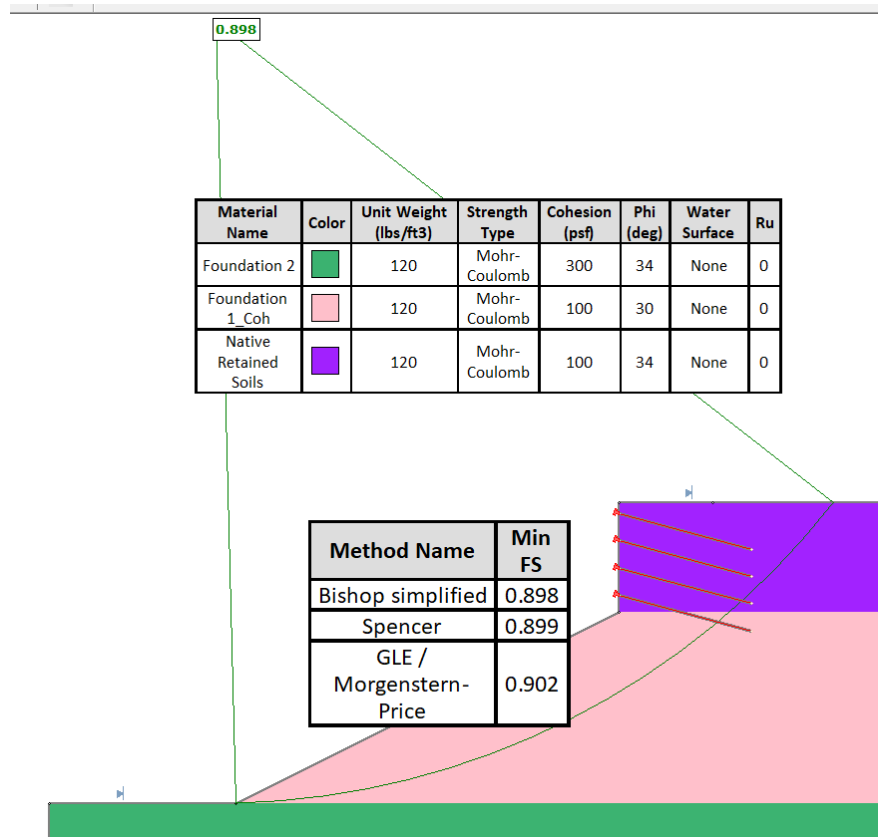 0.898
Material Name Color Unit Weight (lbs/ft3) Strength Type Cohesion (psf) Phi (deg) Water Surface Ru
Foundation 2 120 Mohr-Coulomb 300 34 None 0
Foundation 1_Coh 120 Mohr-Coulomb 100 30 None 0
Native Retained Soils 120 Mohr-Coulomb 100 34 None 0
Method Name Min FS
Bishop simplified 0.898
Spencer 0.899
GLE / Morgenstern-Price 0.902